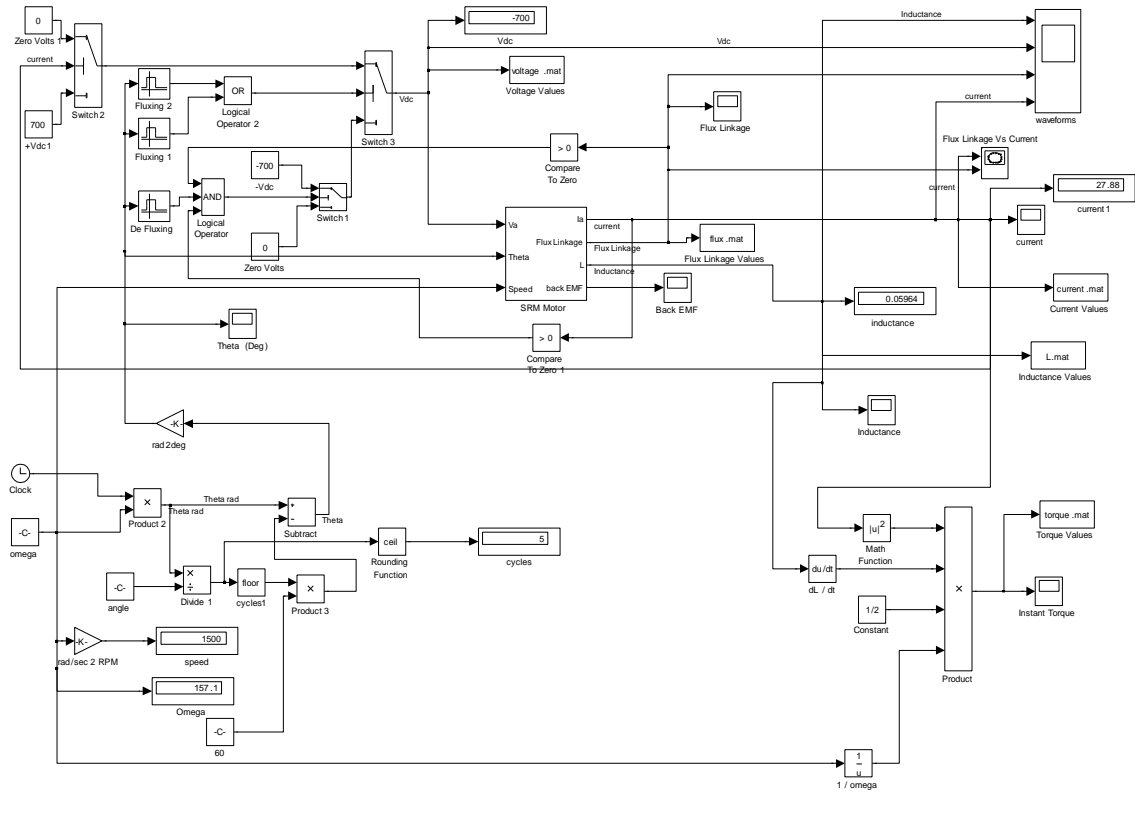 0
Zero Volts 1
current
700
+Vdc1
Switch 2
Fluxing 2
Fluxing 1
De Fluxing
OR
Logical
Operator 2
AND
Logical
Operator
-700
-Vdc
0
Zero Volts
Switch 1
Switch 3
Vdc
-700
Vdc
voltage .mat
Voltage Values
Vdc
Inductance
current
waveforms
Flux Linkage
> 0
Compare
To Zero
Flux Linkage Vs Current
current
27.88
current 1
current
Va
Theta
Speed
Ia
Flux Linkage
L
back EMF
SRM Motor
current
Flux Linkage
Inductance
flux .mat
Flux Linkage Values
Back EMF
current .mat
Current Values
0.05964
inductance
> 0
Compare
To Zero 1
L.mat
Inductance Values
Inductance
Theta (Deg)
-K-
rad2deg
Clock
-C-
omega
×
Product 2
Theta rad
Theta rad
+
-
Subtract
Theta
-C-
angle
×
÷
Divide 1
floor
cycles1
×
Product 3
ceil
Rounding
Function
5
cycles
-K-
rad/sec 2 RPM
1500
speed
157 .1
Omega
-C-
60
|u|2
Math
Function
du/dt
dL / dt
1/2
Constant
×
Product
torque .mat
Torque Values
Instant Torque
1
u
1 / omega